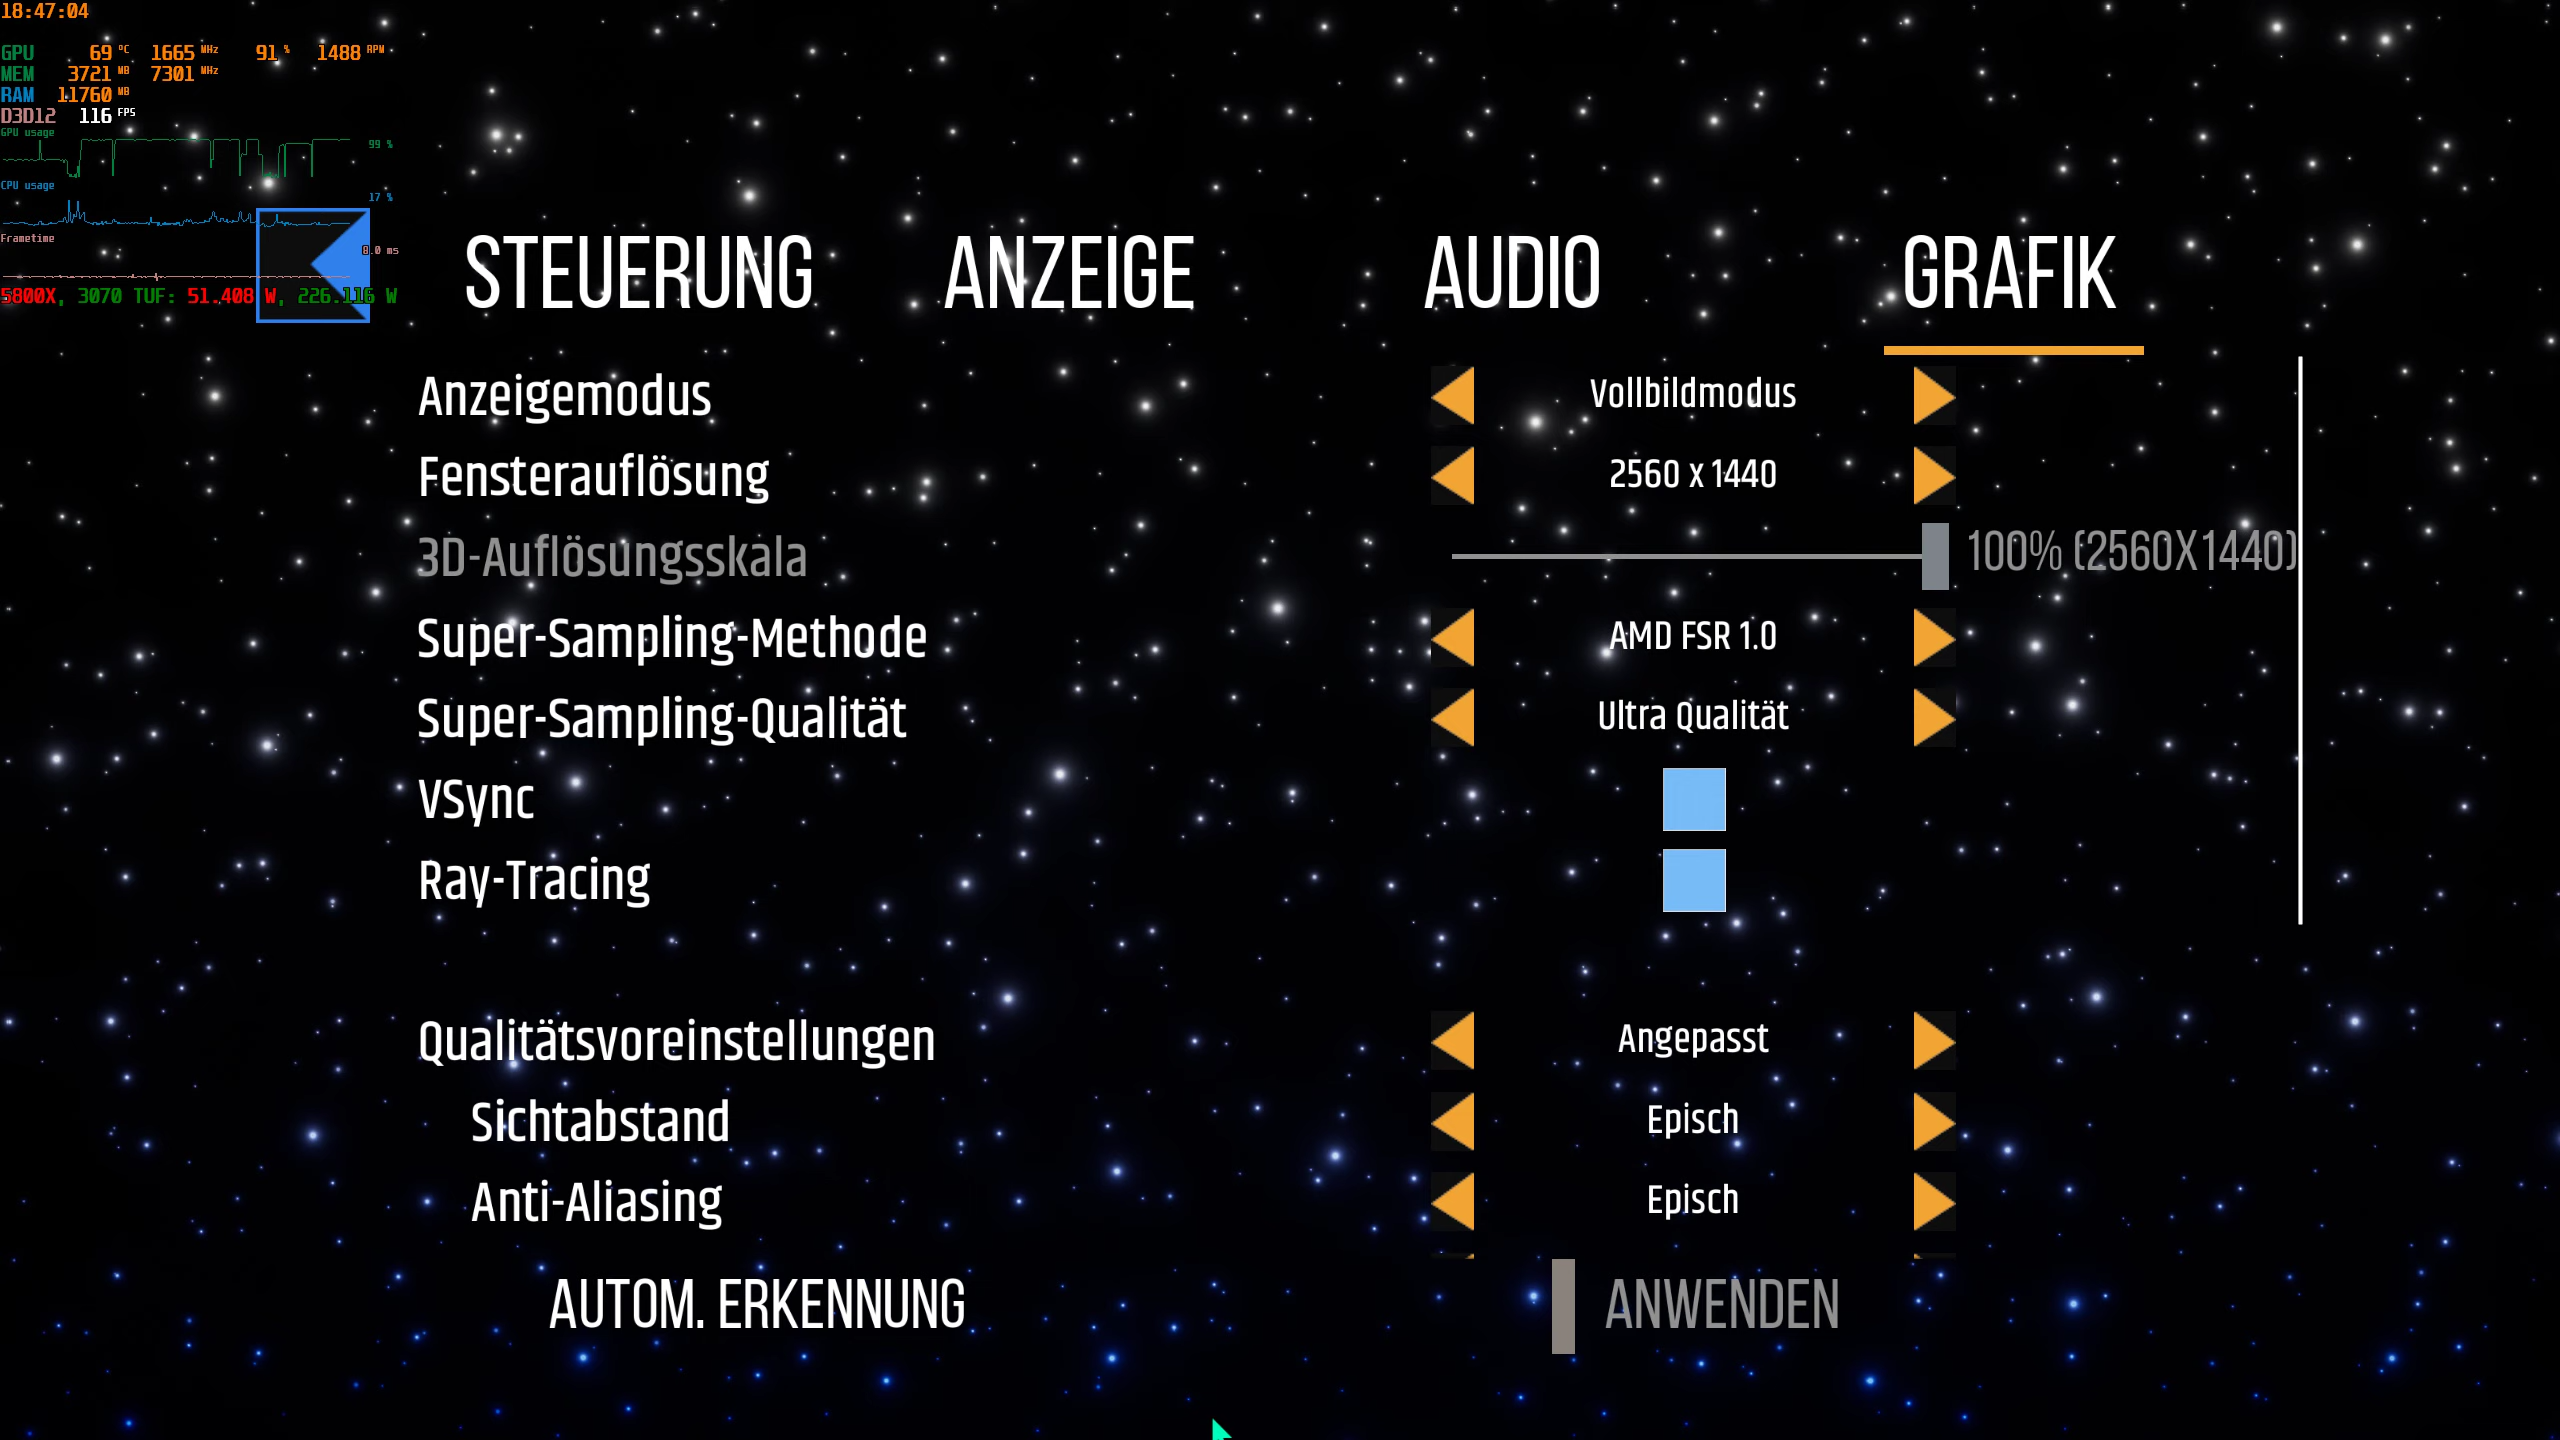 18:47:04
GPU 69 °C 1665 MHz 91 % 1488 RPM
MEM 3721 MB 7301 MHz
RAM 11760 MB
D3D12 116 FPS
GPU usage
99 %
CPU usage
17 %
Frametime
8.0 ms
5800X, 3070 TUF: 51.408 W, 226.116 W
STEUERUNG ANZEIGE AUDIO GRAFIK
Anzeigemodus Vollbildmodus
Fensterauflösung 2560 x 1440
3D-Auflösungsskala 100% (2560X1440)
Super-Sampling-Methode AMD FSR 1.0
Super-Sampling-Qualität Ultra Qualität
VSync
Ray-Tracing
Qualitätsvoreinstellungen Angepasst
Sichtabstand Episch
Anti-Aliasing Episch
AUTOM. ERKENNUNG ANWENDEN